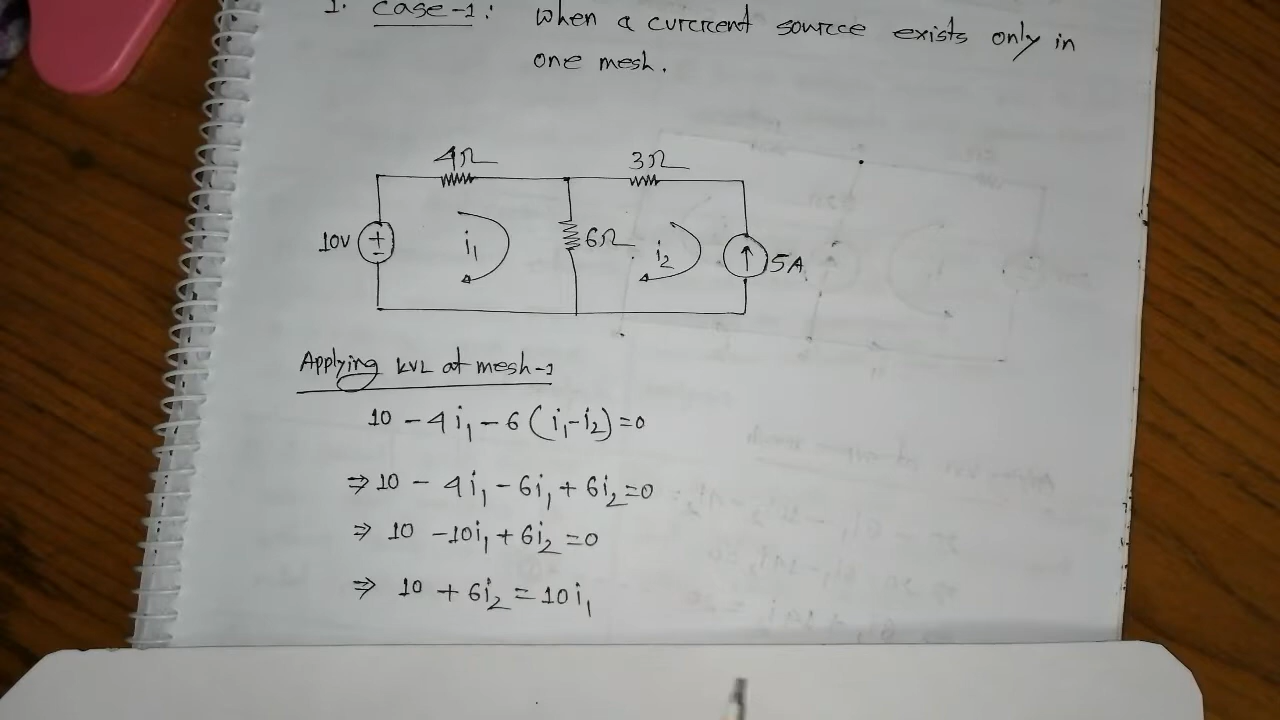 1. Case-1: When a current source exists only in
one mesh.
4Ω 3Ω
10V i₁ 6Ω i₂ 5A
Applying KVL at mesh-1
10 - 4i₁ - 6(i₁-i₂)=0
⇒ 10 - 4i₁ - 6i₁ + 6i₂=0
⇒ 10 -10i₁ + 6i₂ =0
⇒ 10 + 6i₂ = 10i₁